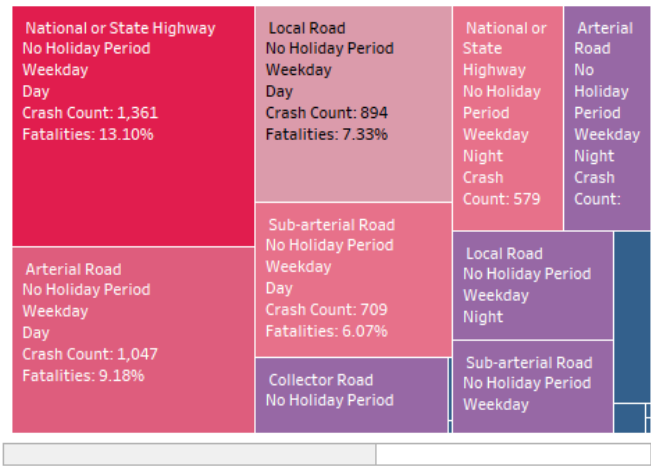 National or State Highway
No Holiday Period
Weekday
Day
Crash Count: 1,361
Fatalities: 13.10%
Arterial Road
No Holiday Period
Weekday
Day
Crash Count: 1,047
Fatalities: 9.18%
Local Road
No Holiday Period
Weekday
Day
Crash Count: 894
Fatalities: 7.33%
Sub-arterial Road
No Holiday Period
Weekday
Day
Crash Count: 709
Fatalities: 6.07%
Collector Road
No Holiday Period
National or
State
Highway
No Holiday
Period
Weekday
Night
Crash
Count: 579
Arterial
Road
No
Holiday
Period
Weekday
Night
Crash
Count:
Local Road
No Holiday Period
Weekday
Night
Sub-arterial Road
No Holiday Period
Weekday